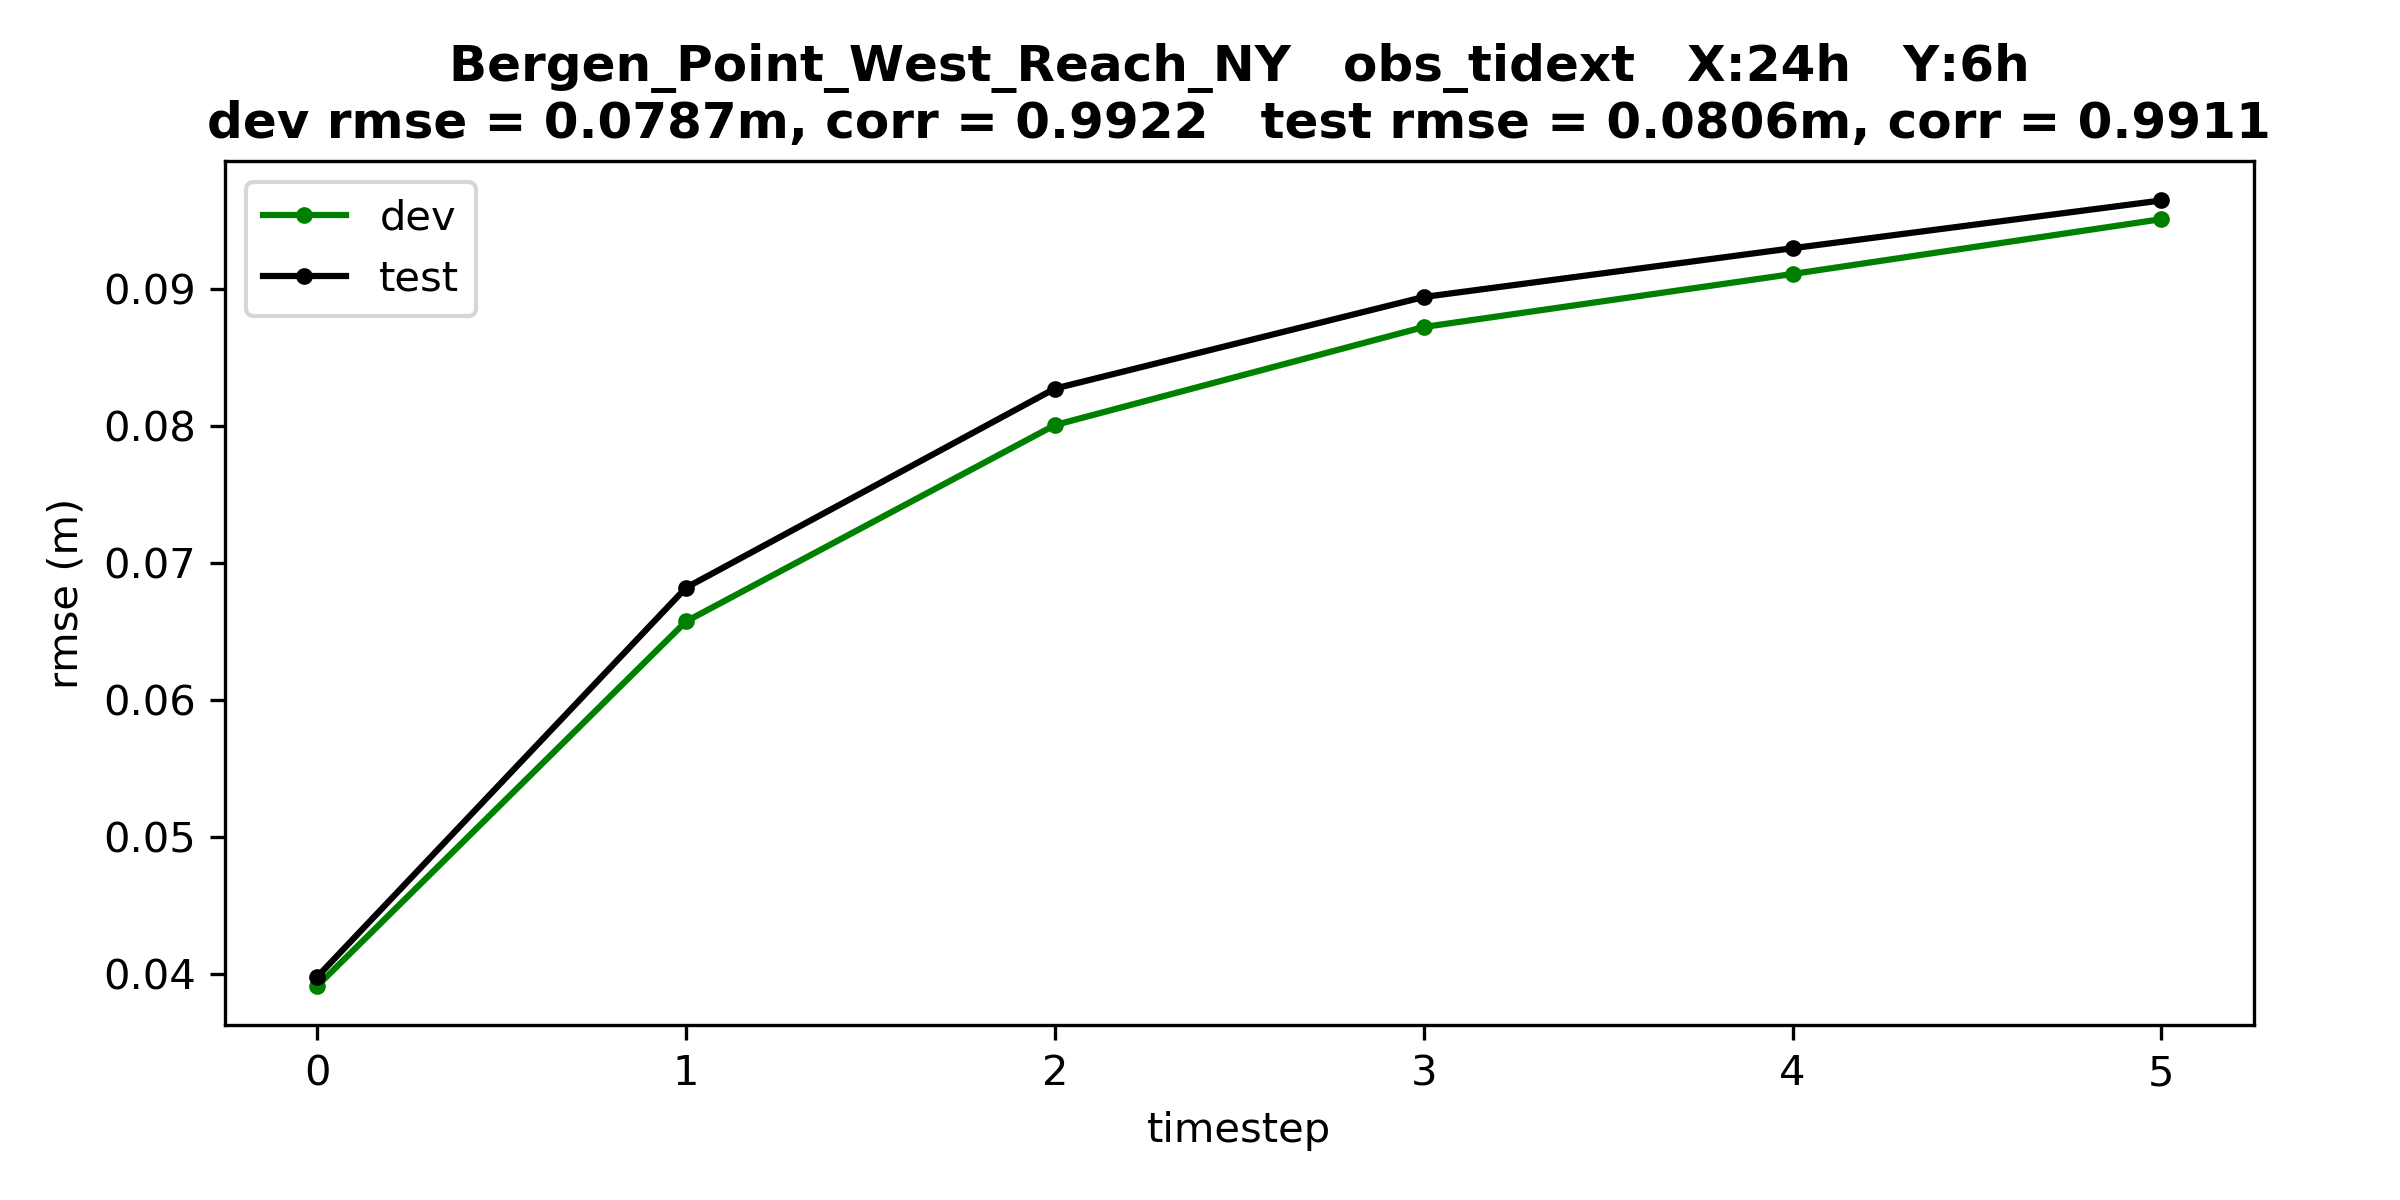 Bergen_Point_West_Reach_NY   obs_tidext   X:24h   Y:6h
dev rmse = 0.0787m, corr = 0.9922   test rmse = 0.0806m, corr = 0.9911
dev
test
0.09
0.08
0.07
0.06
0.05
0.04
rmse (m)
0 1 2 3 4 5
timestep